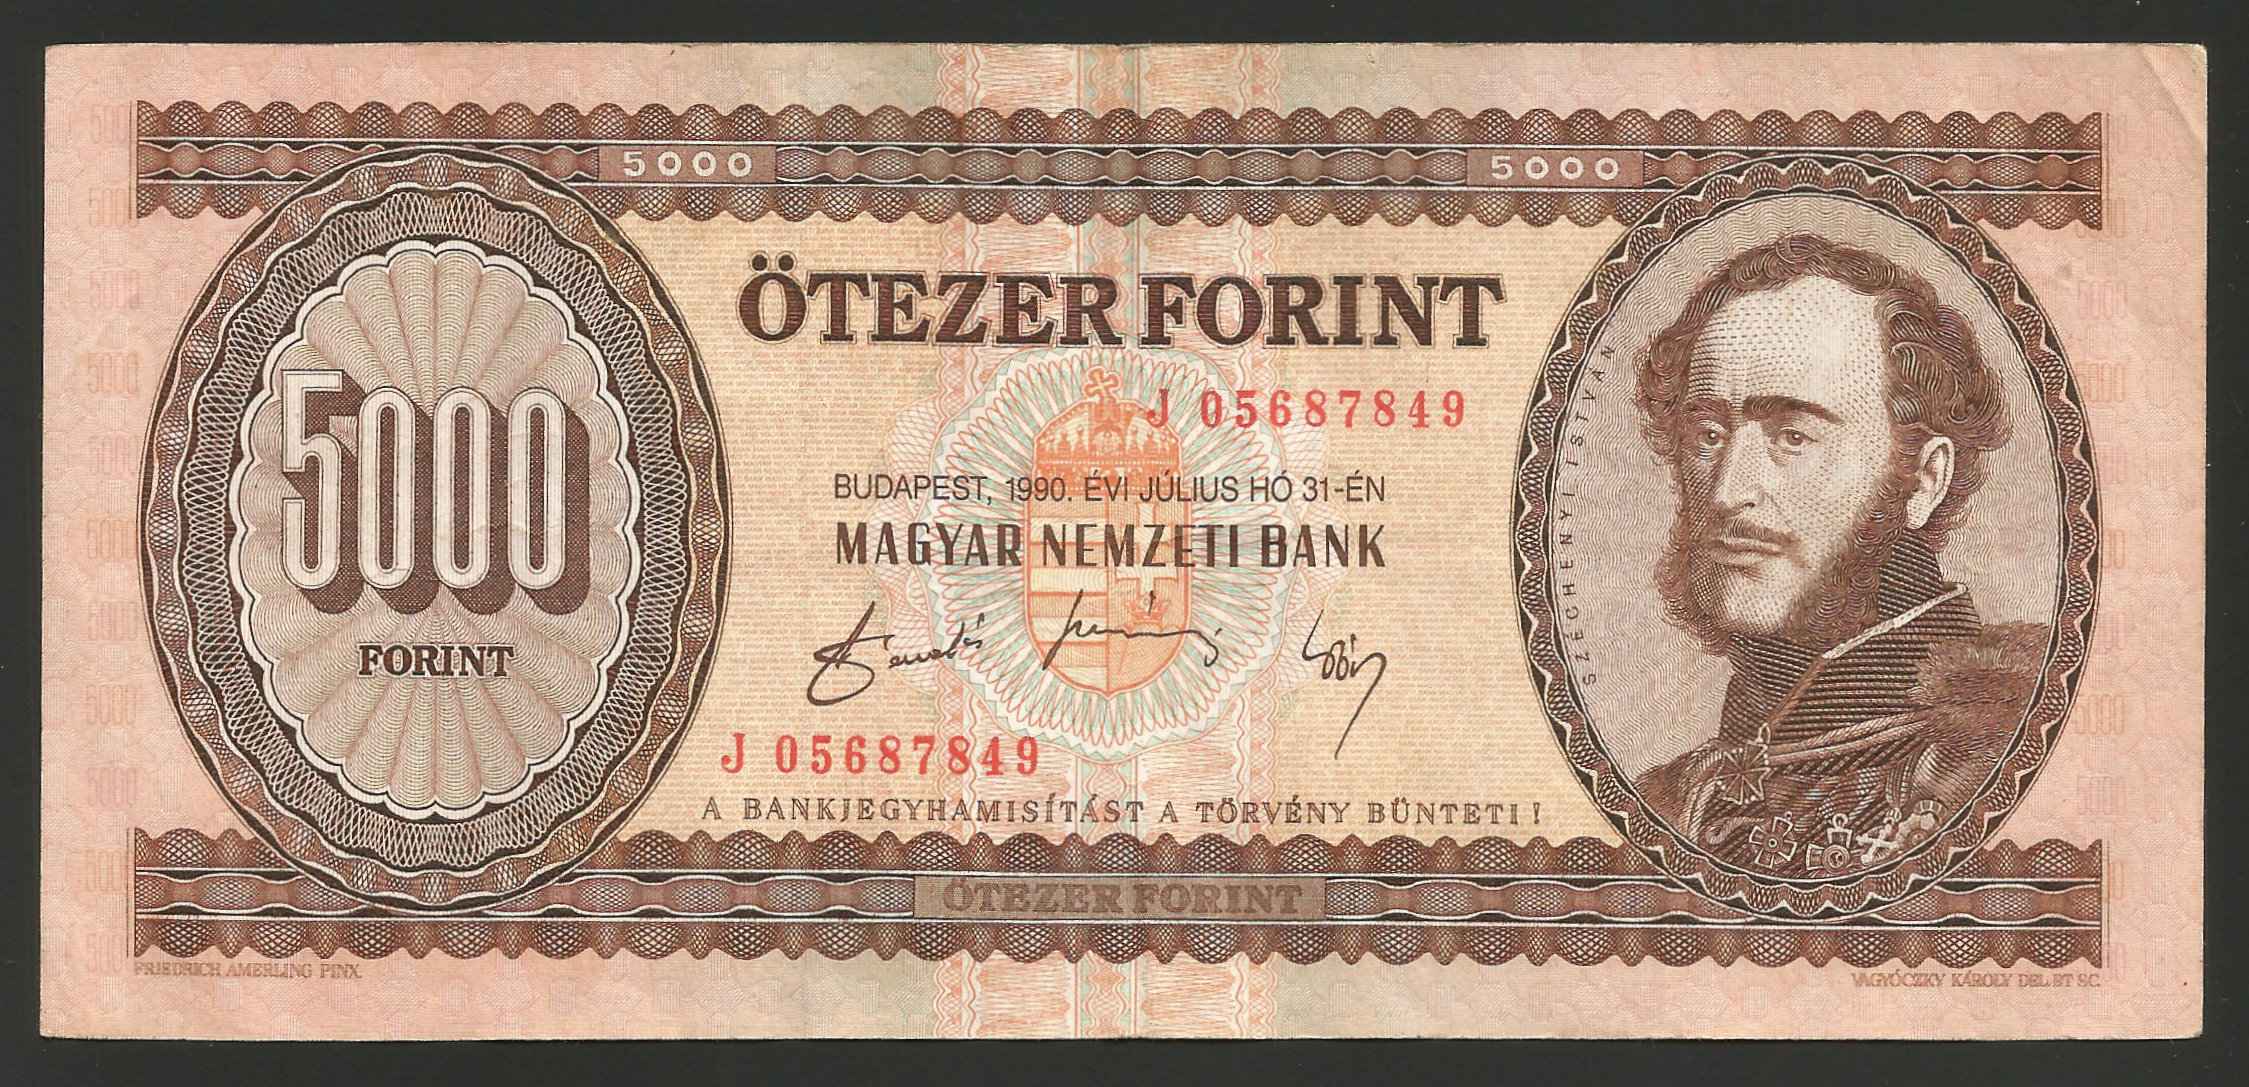 5000
5000
ÖTEZER FORINT
J 05687849
5000
FORINT
BUDAPEST, 1990. ÉVI JÚLIUS HÓ 31-ÉN
MAGYAR NEMZETI BANK
SZÉCHENYI ISTVÁN
J 05687849
A BANKJEGYHAMISÍTÁST A TÖRVÉNY BÜNTETI!
ÖTEZER FORINT
FRIEDRICH AMERLING PINX.
VAGYÓCZKY KÁROLY DEL. ET SC.